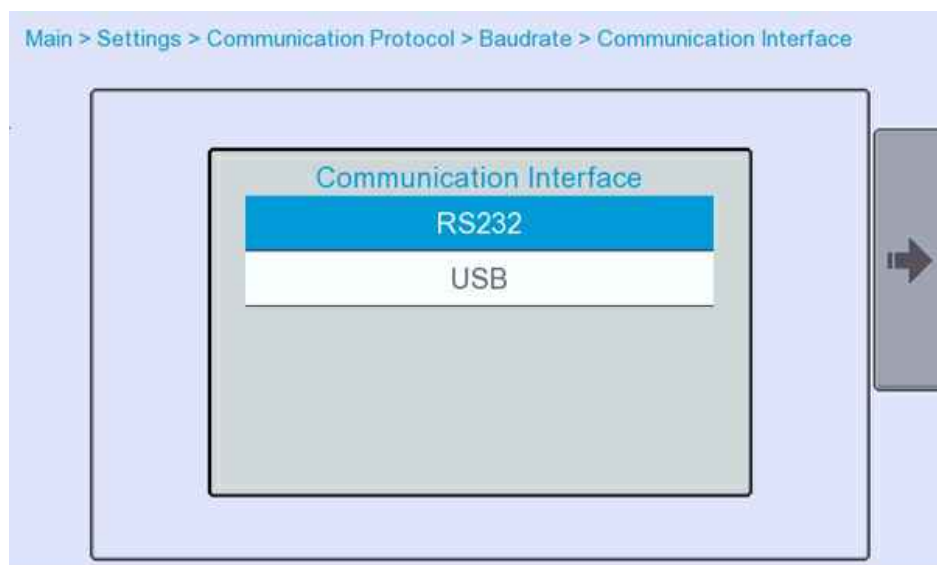 Main > Settings > Communication Protocol > Baudrate > Communication Interface
Communication Interface
RS232
USB